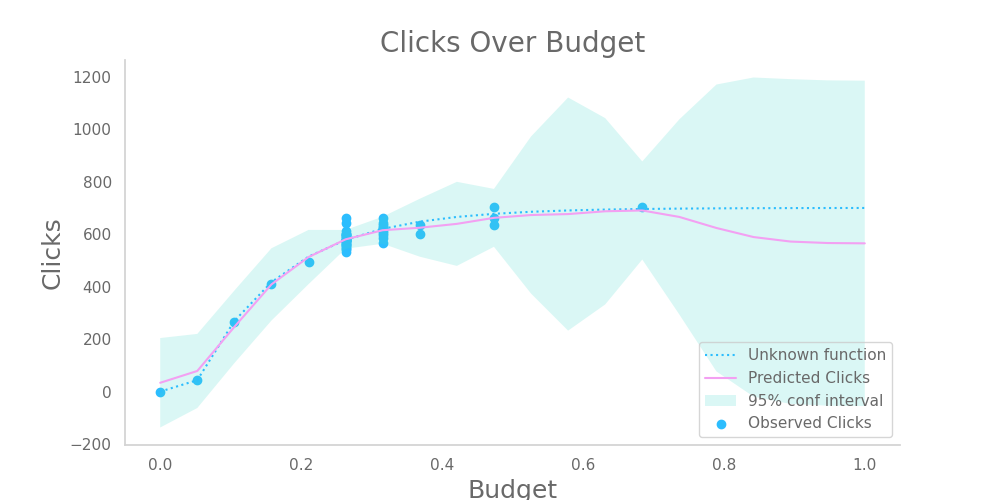 Clicks Over Budget
Clicks
1200
1000
800
600
400
200
0
−200
0.0 0.2 0.4 0.6 0.8 1.0
Budget
Unknown function
Predicted Clicks
95% conf interval
Observed Clicks